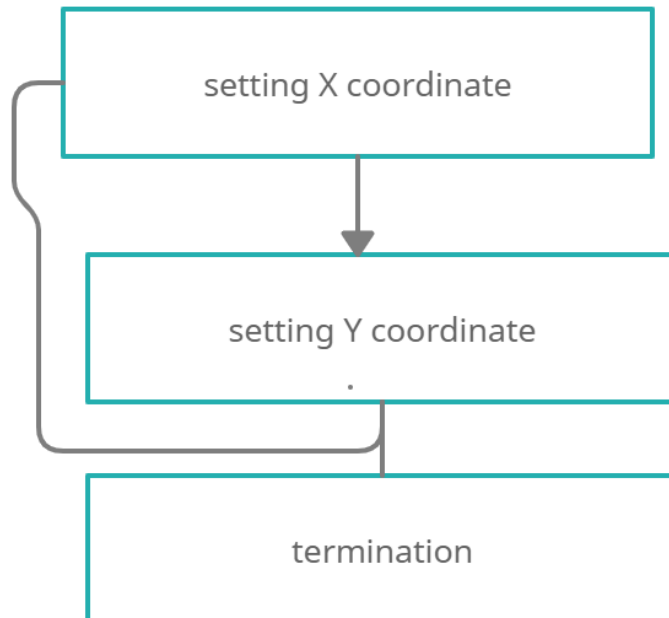 setting X coordinate
setting Y coordinate
.
termination